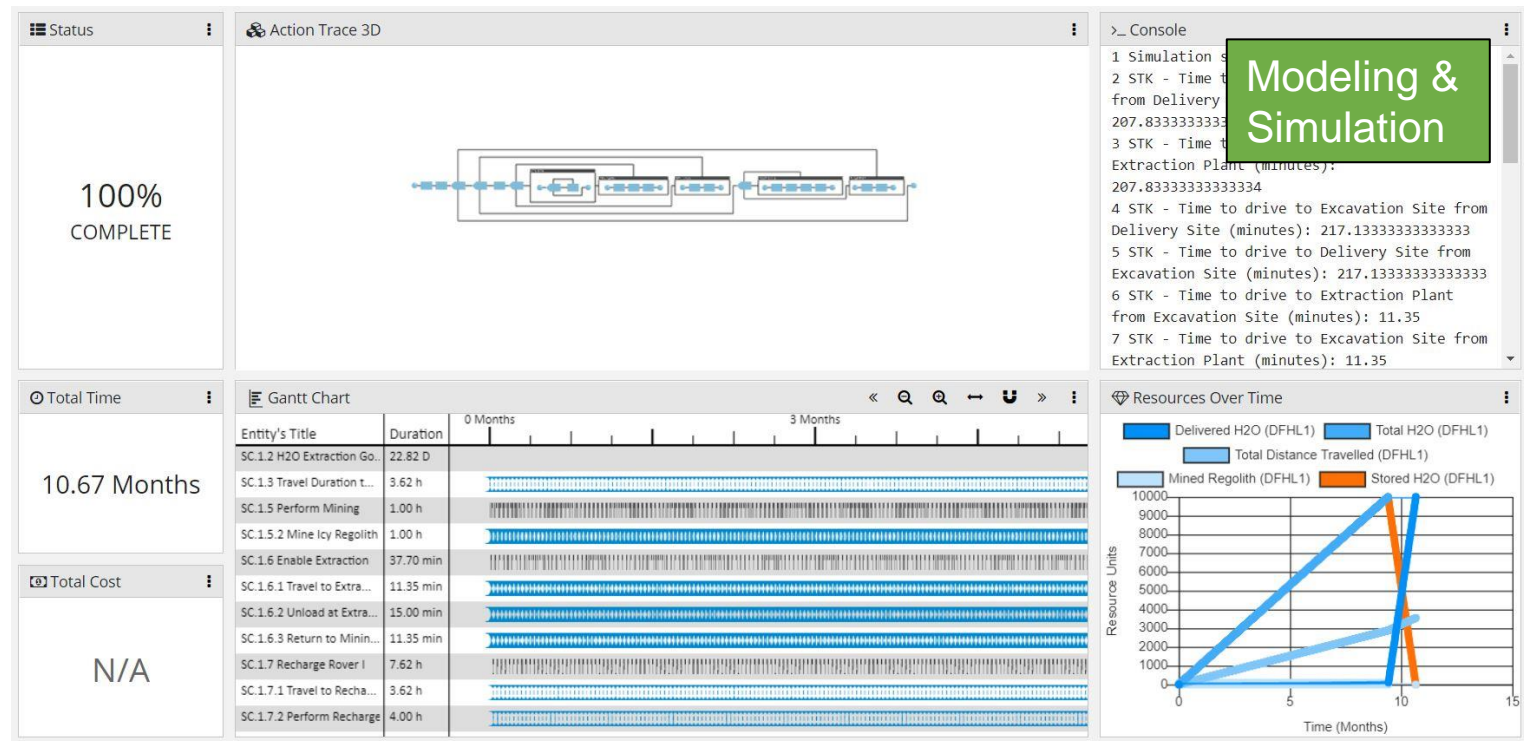 Status
Action Trace 3D
>_ Console
100%
COMPLETE
1 Simulation
2 STK - Time
from Delivery
207.8333333333
3 STK - Time
Extraction Plant (minutes):
207.83333333333334
4 STK - Time to drive to Excavation Site from
Delivery Site (minutes): 217.13333333333333
5 STK - Time to drive to Delivery Site from
Excavation Site (minutes): 217.13333333333333
6 STK - Time to drive to Extraction Plant
from Excavation Site (minutes): 11.35
7 STK - Time to drive to Excavation Site from
Extraction Plant (minutes): 11.35
Modeling &
Simulation
Total Time
10.67 Months
Total Cost
N/A
Gantt Chart
Entity's Title Duration 0 Months 3 Months
SC.1.2 H2O Extraction Go.. 22.82 D
SC.1.3 Travel Duration t... 3.62 h
SC.1.5 Perform Mining 1.00 h
SC.1.5.2 Mine Icy Regolith 1.00 h
SC.1.6 Enable Extraction 37.70 min
SC.1.6.1 Travel to Extra... 11.35 min
SC.1.6.2 Unload at Extra... 15.00 min
SC.1.6.3 Return to Minin... 11.35 min
SC.1.7 Recharge Rover I 7.62 h
SC.1.7.1 Travel to Recha... 3.62 h
SC.1.7.2 Perform Recharge 4.00 h
Resources Over Time
Delivered H2O (DFHL1) Total H2O (DFHL1)
Total Distance Travelled (DFHL1)
Mined Regolith (DFHL1) Stored H2O (DFHL1)
Resource Units
10000
9000
8000
7000
6000
5000
4000
3000
2000
1000
0
0 5 10 15
Time (Months)